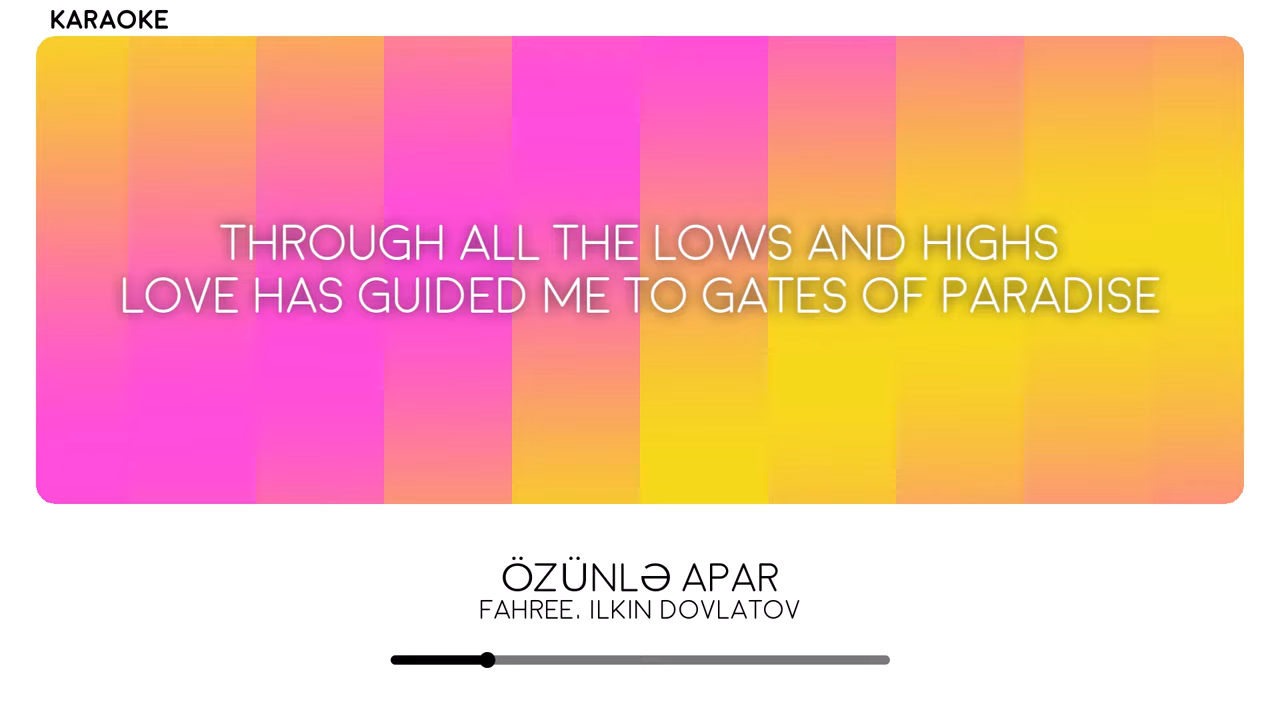 KARAOKE
THROUGH ALL THE LOWS AND HIGHS
LOVE HAS GUIDED ME TO GATES OF PARADISE
ÖZÜNLƏ APAR
FAHREE, ILKIN DOVLATOV